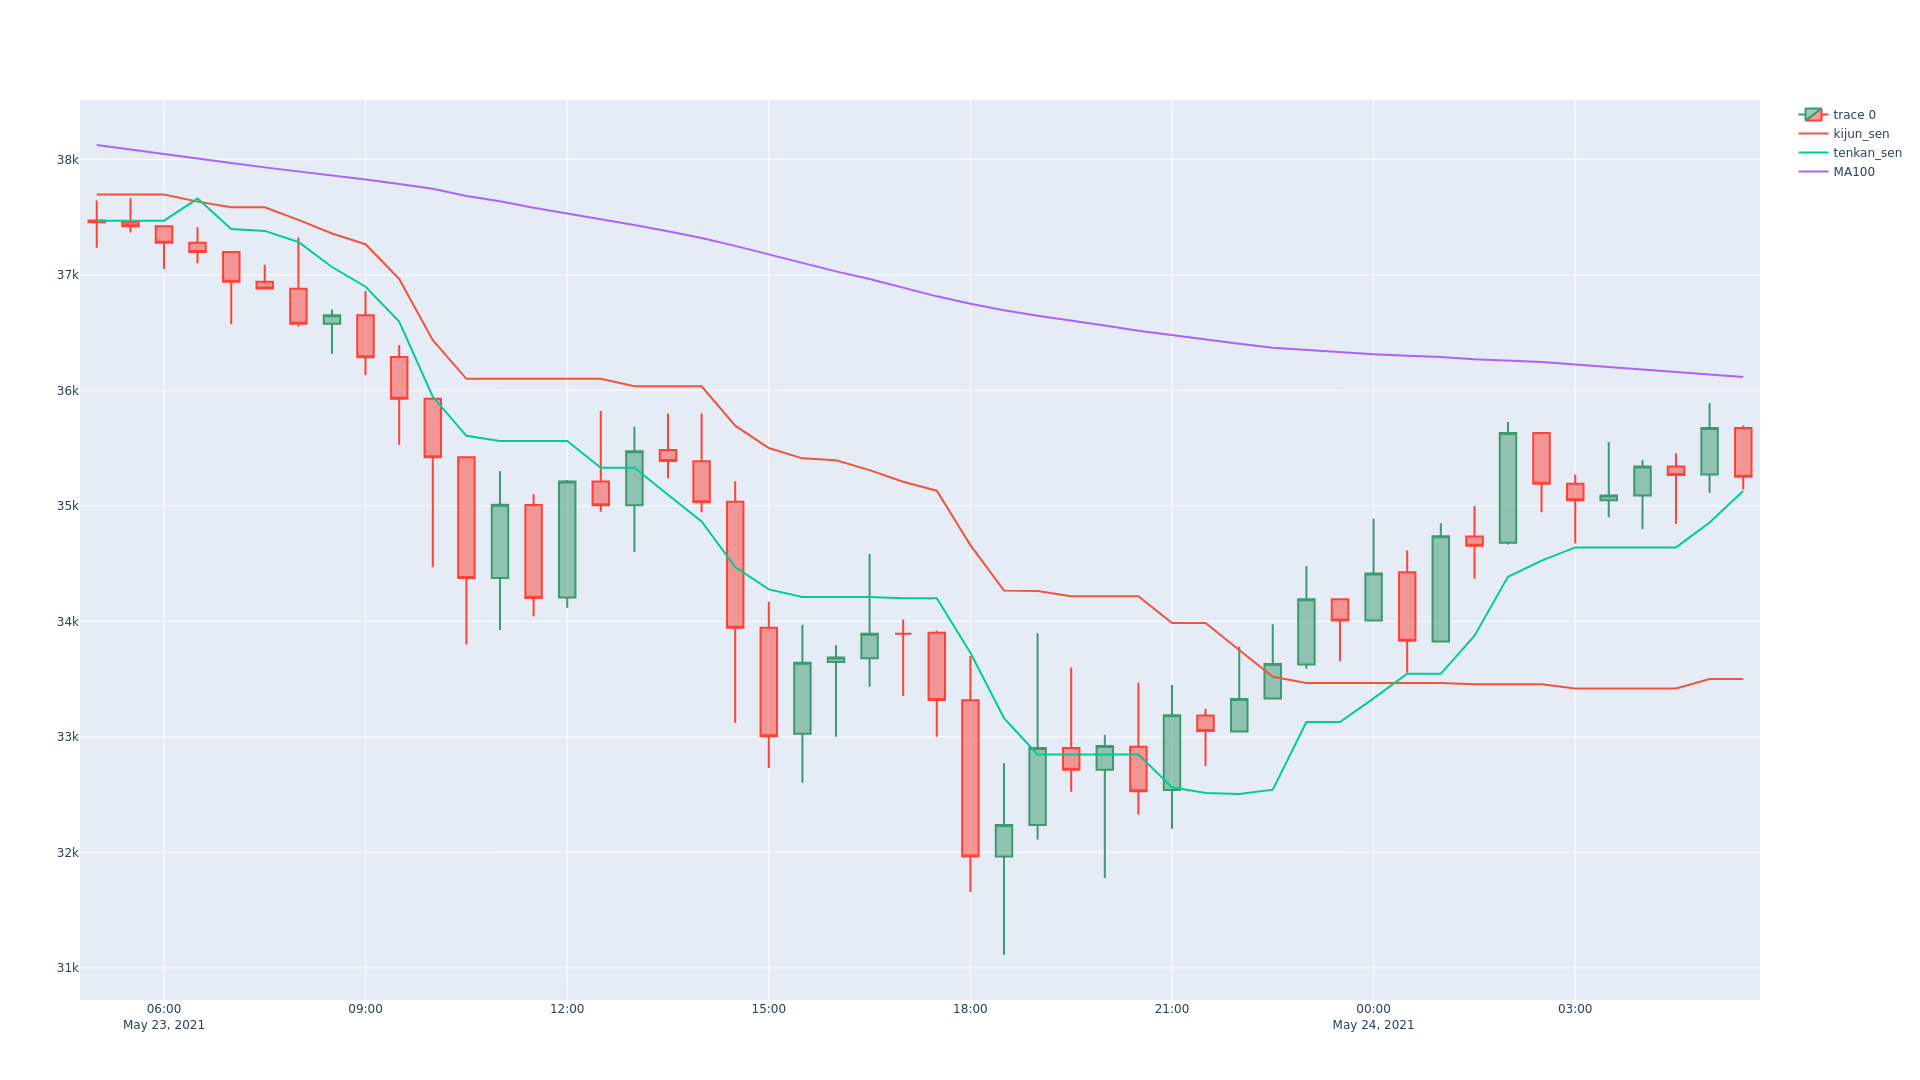 trace 0
kijun_sen
tenkan_sen
MA100
38k
37k
36k
35k
34k
33k
32k
31k
06:00 09:00 12:00 15:00 18:00 21:00 00:00 03:00
May 23, 2021 May 24, 2021